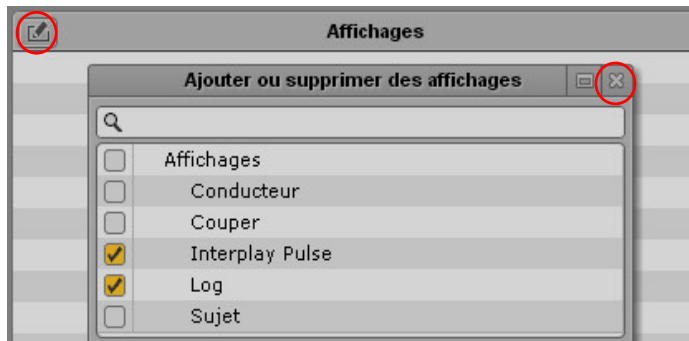 Affichages
Ajouter ou supprimer des affichages
Affichages
Conducteur
Couper
Interplay Pulse
Log
Sujet